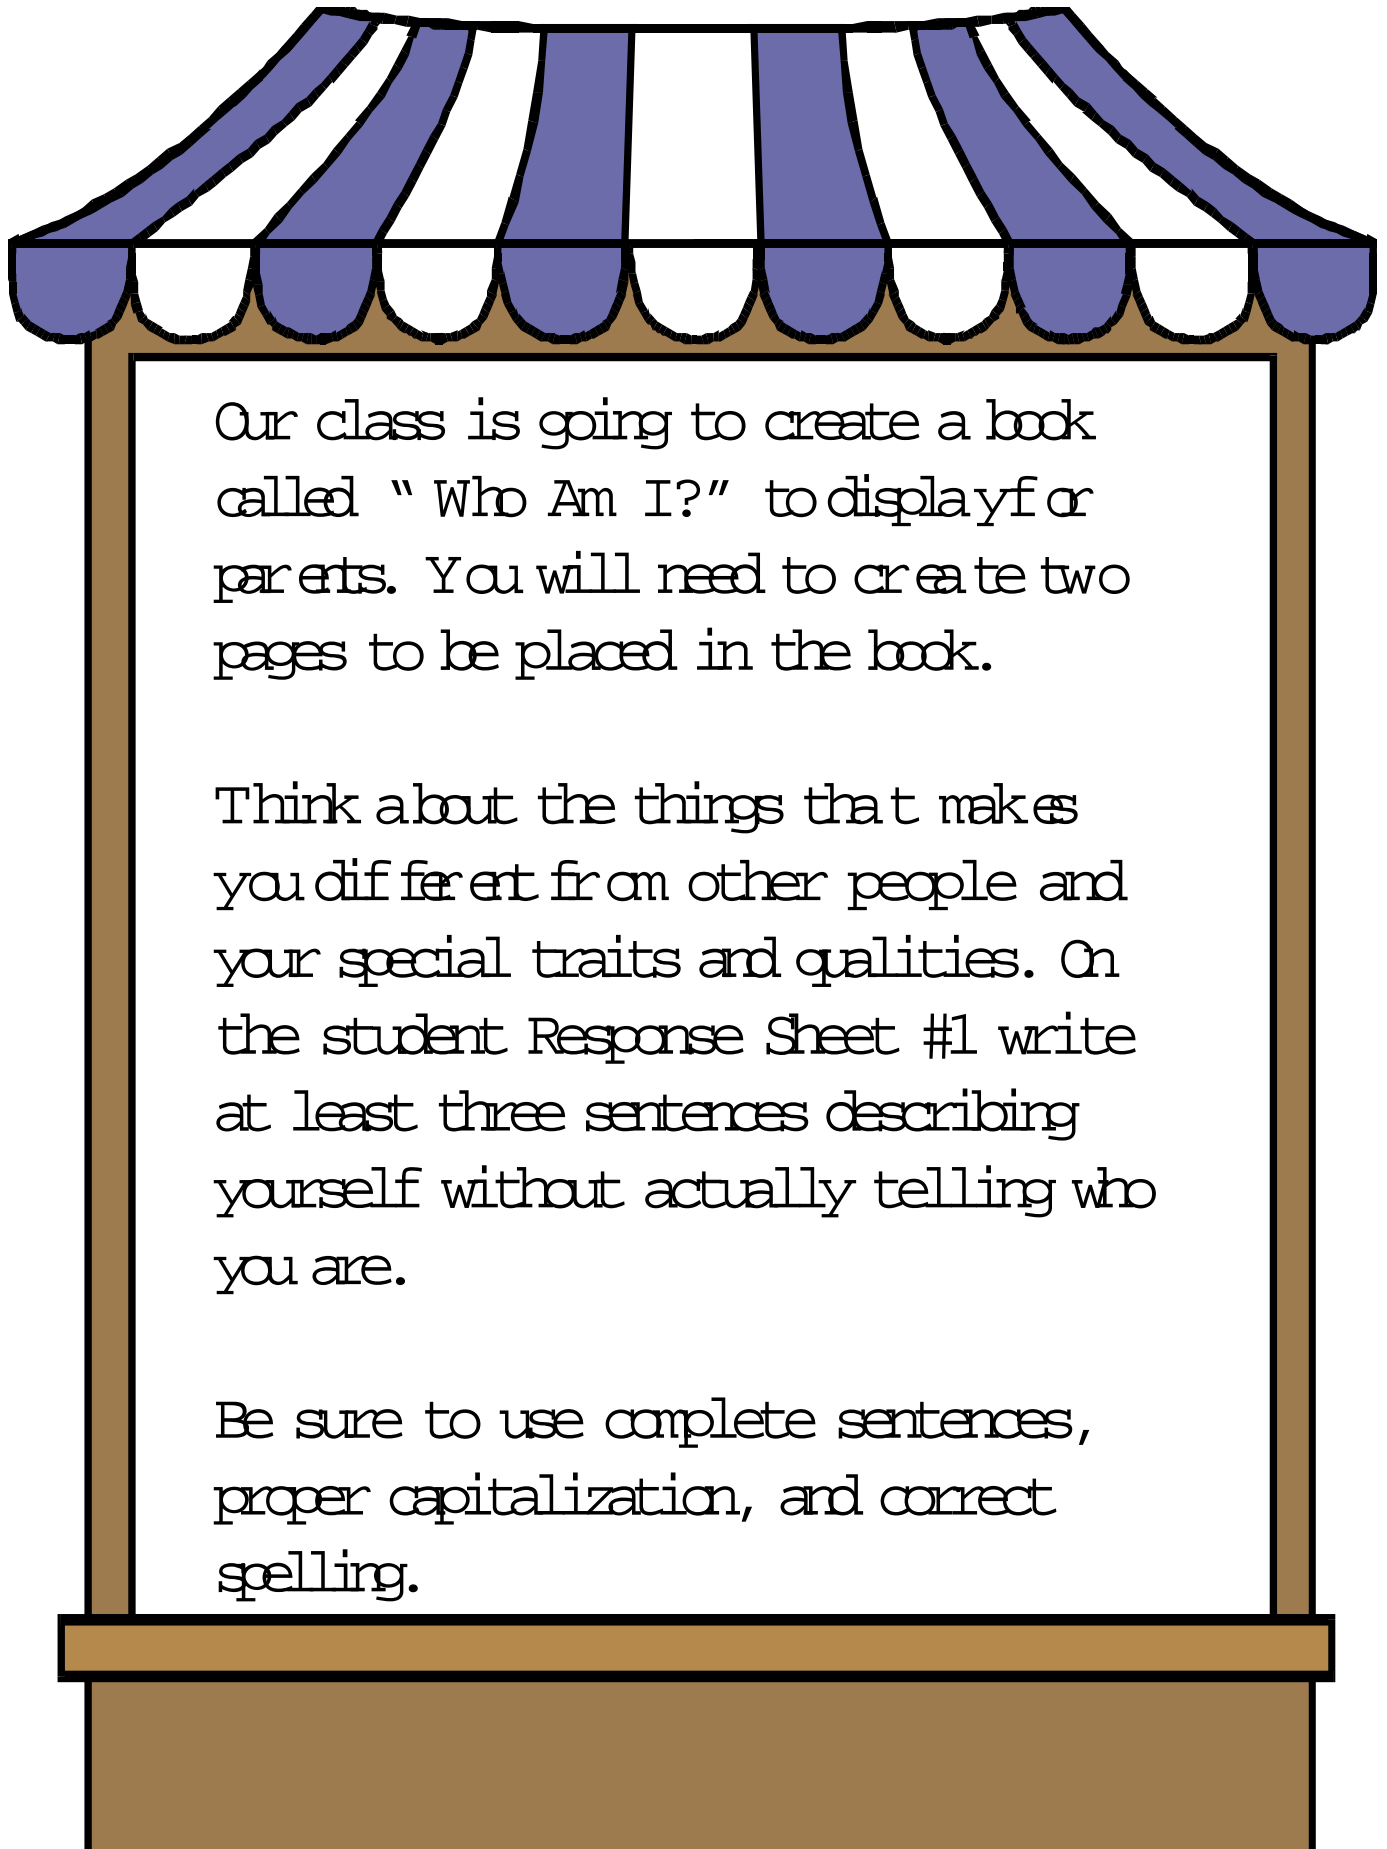 Our class is going to create a book
called “Who Am I?” to display for
parents. You will need to create two
pages to be placed in the book.
Think about the things that makes
you different from other people and
your special traits and qualities. On
the student Response Sheet #1 write
at least three sentences describing
yourself without actually telling who
you are.
Be sure to use complete sentences,
proper capitalization, and correct
spelling.